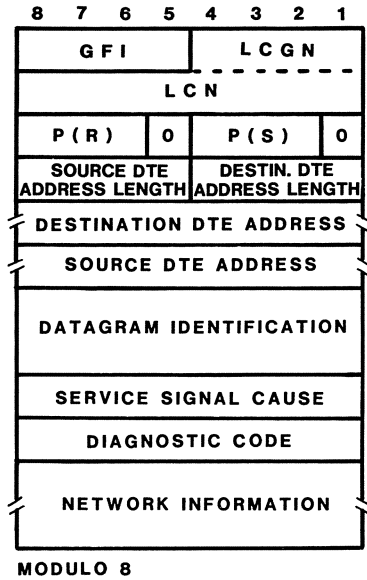 8 7 6 5 4 3 2 1
GFI LCGN
LCN
P(R) 0 P(S) 0
SOURCE DTE DESTIN. DTE
ADDRESS LENGTH ADDRESS LENGTH
DESTINATION DTE ADDRESS
SOURCE DTE ADDRESS
DATAGRAM IDENTIFICATION
SERVICE SIGNAL CAUSE
DIAGNOSTIC CODE
NETWORK INFORMATION
MODULO 8